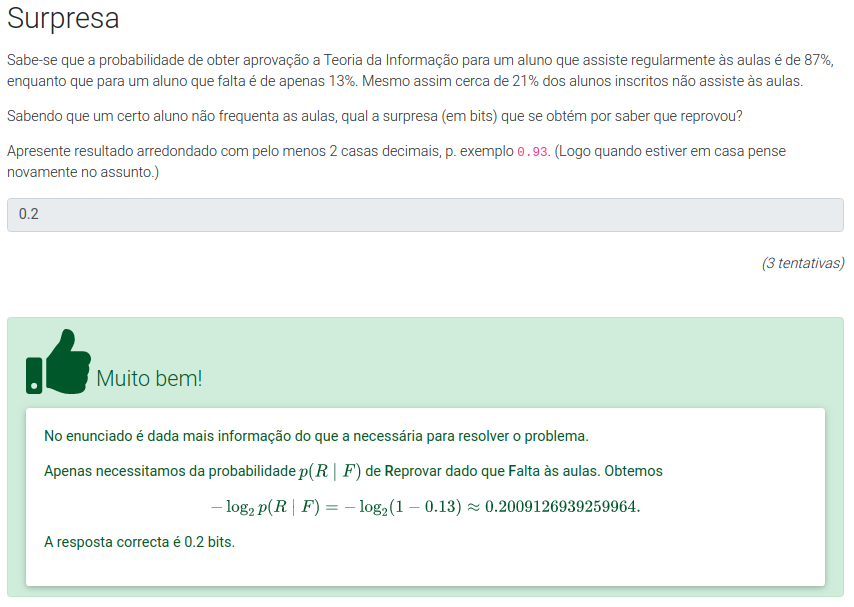 Surpresa
Sabe-se que a probabilidade de obter aprovação a Teoria da Informação para um aluno que assiste regularmente às aulas é de 87%,
enquanto que para um aluno que falta é de apenas 13%. Mesmo assim cerca de 21% dos alunos inscritos não assiste às aulas.
Sabendo que um certo aluno não frequenta as aulas, qual a surpresa (em bits) que se obtém por saber que reprovou?
Apresente resultado arredondado com pelo menos 2 casas decimais, p. exemplo 0.93. (Logo quando estiver em casa pense
novamente no assunto.)
0.2
(3 tentativas)
Muito bem!
No enunciado é dada mais informação do que a necessária para resolver o problema.
Apenas necessitamos da probabilidade p(R | F) de Reprovar dado que Falta às aulas. Obtemos
− log₂ p(R | F) = − log₂(1 − 0.13) ≈ 0.2009126939259964.
A resposta correcta é 0.2 bits.